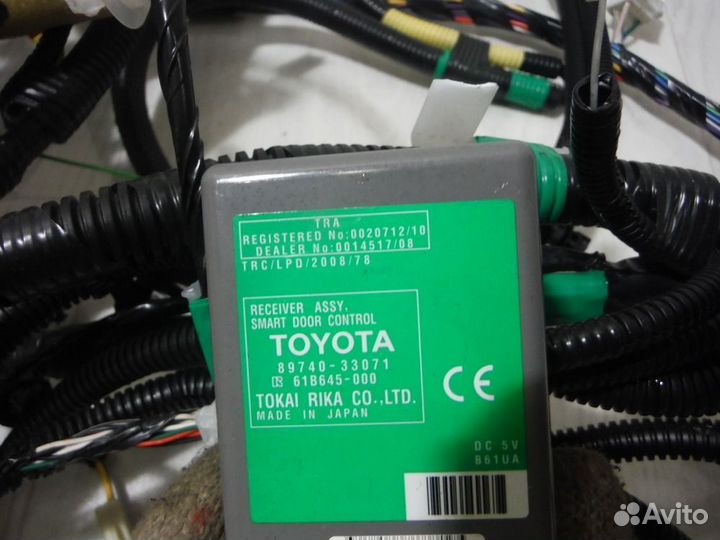 TRA
REGISTERED No:0020712/10
DEALER No:0014517/08
TRC/LPD/2008/78
RECEIVER ASSY,
SMART DOOR CONTROL
TOYOTA
89740-33071
61B645-000
TOKAI RIKA CO.,LTD.
MADE IN JAPAN
CE
DC 5V
B61UA
Avito